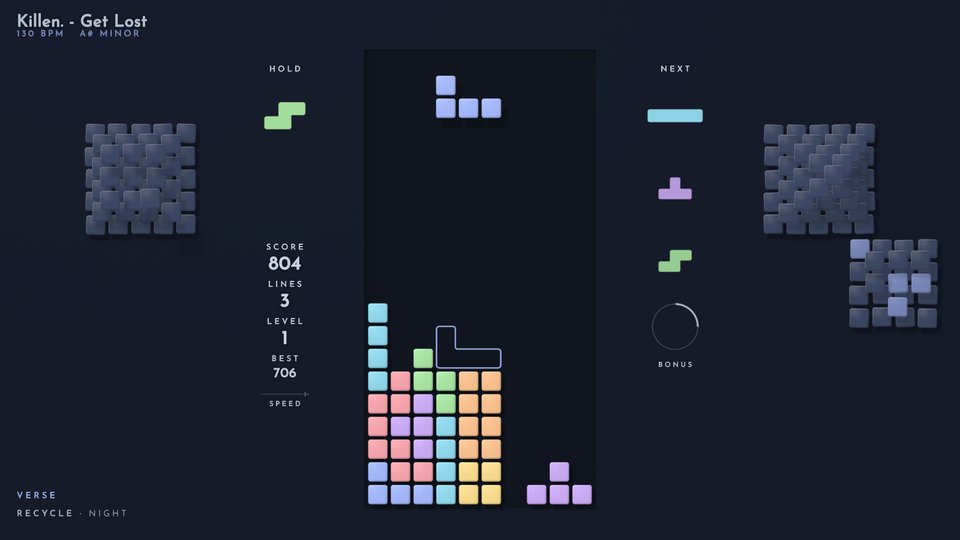 Killen. - Get Lost
130 BPM A# MINOR
HOLD
NEXT
SCORE
804
LINES
3
LEVEL
1
BEST
706
SPEED
BONUS
VERSE
RECYCLE · NIGHT